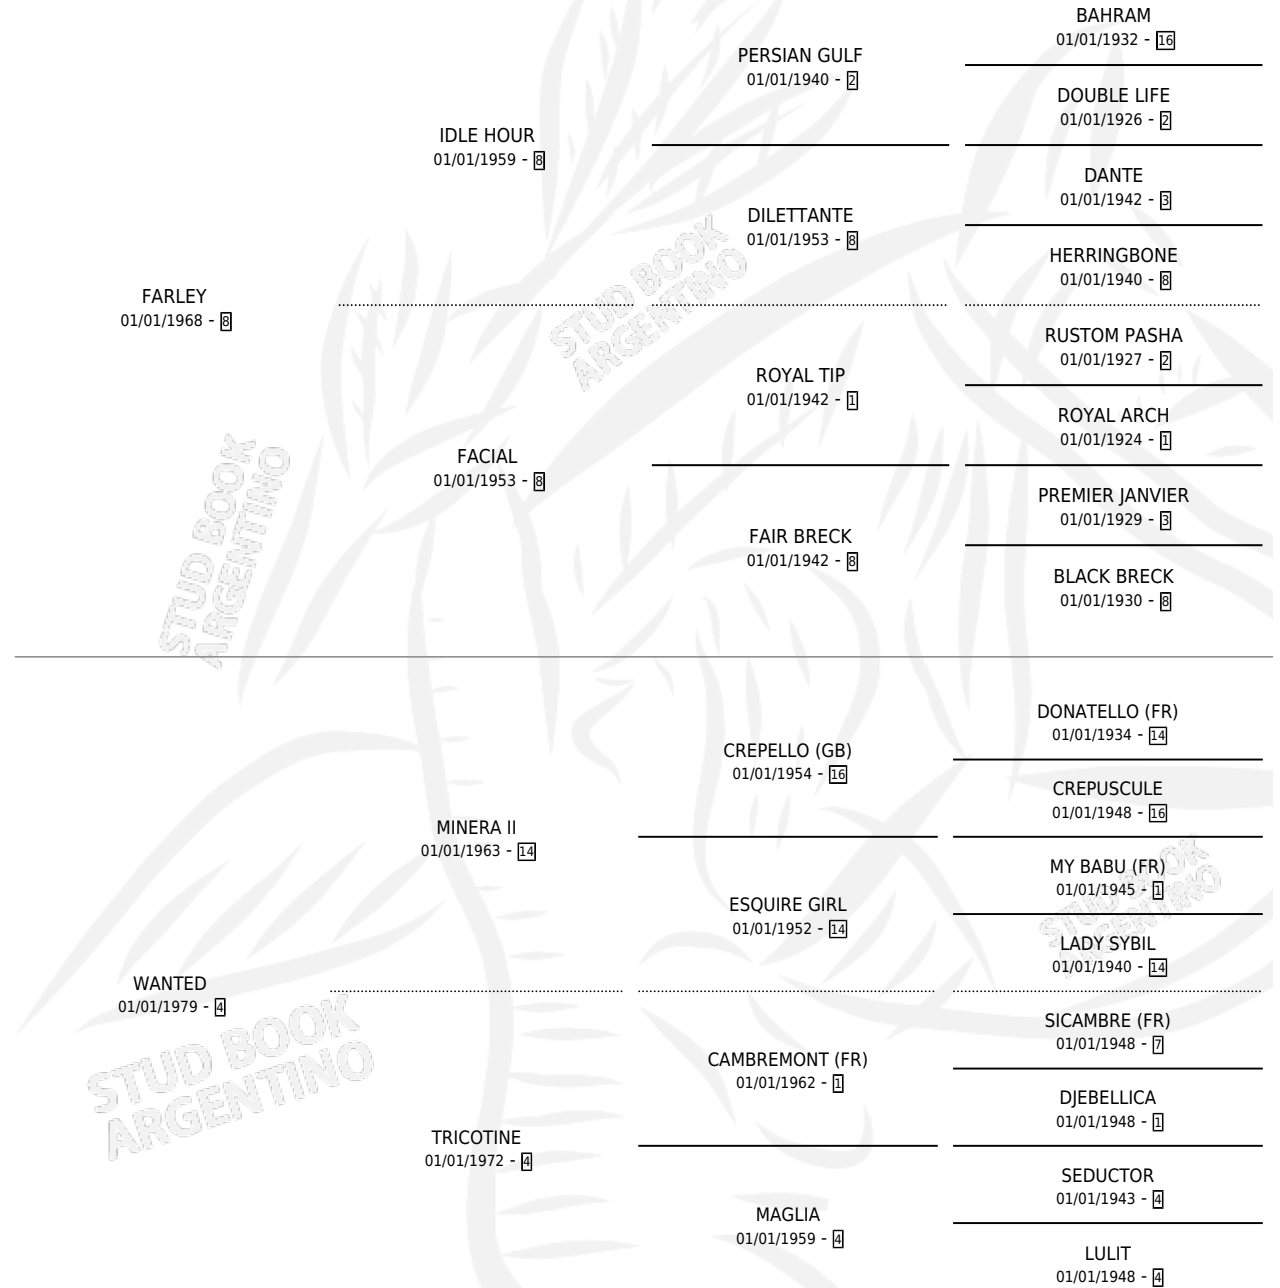 BAHRAM
01/01/1932 - 16
PERSIAN GULF
01/01/1940 - 2
DOUBLE LIFE
01/01/1926 - 2
IDLE HOUR
01/01/1959 - 8
DANTE
01/01/1942 - 3
DILETTANTE
01/01/1953 - 8
HERRINGBONE
01/01/1940 - 8
FARLEY
01/01/1968 - 8
STUD BOOK
ARGENTINO
RUSTOM PASHA
01/01/1927 - 2
ROYAL TIP
01/01/1942 - 1
ROYAL ARCH
01/01/1924 - 1
FACIAL
01/01/1953 - 8
PREMIER JANVIER
01/01/1929 - 3
FAIR BRECK
01/01/1942 - 8
BLACK BRECK
01/01/1930 - 8
STUD BOOK
ARGENTINO
DONATELLO (FR)
01/01/1934 - 14
CREPELLO (GB)
01/01/1954 - 16
CREPUSCULE
01/01/1948 - 16
MINERA II
01/01/1963 - 14
MY BABU (FR)
01/01/1945 - 1
ESQUIRE GIRL
01/01/1952 - 14
STUD BOOK
ARGENTINO
LADY SYBIL
01/01/1940 - 14
WANTED
01/01/1979 - 4
SICAMBRE (FR)
01/01/1948 - 7
CAMBREMONT (FR)
01/01/1962 - 1
STUD BOOK
ARGENTINO
DJEBELLICA
01/01/1948 - 1
TRICOTINE
01/01/1972 - 4
SEDUCTOR
01/01/1943 - 4
MAGLIA
01/01/1959 - 4
LULIT
01/01/1948 - 4